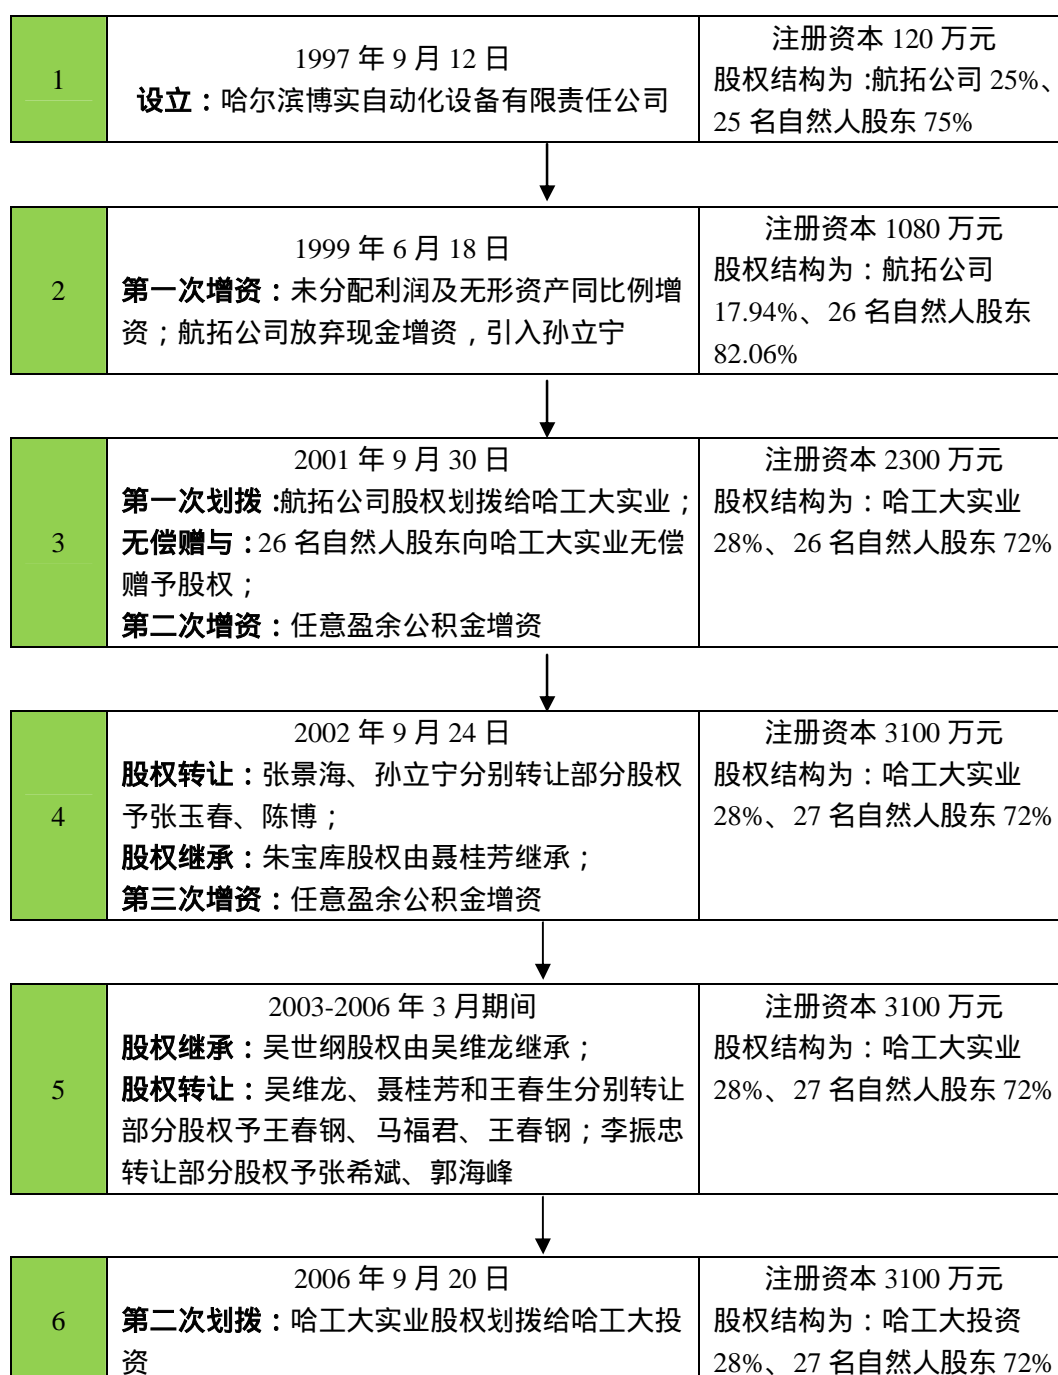 1
1997 年 9 月 12 日
设立：哈尔滨博实自动化设备有限责任公司
注册资本 120 万元
股权结构为：航拓公司 25%、
25 名自然人股东 75%
2
1999 年 6 月 18 日
第一次增资：未分配利润及无形资产同比例增
资；航拓公司放弃现金增资，引入孙立宁
注册资本 1080 万元
股权结构为：航拓公司
17.94%、26 名自然人股东
82.06%
3
2001 年 9 月 30 日
第一次划拨：航拓公司股权划拨给哈工大实业；
无偿赠与：26 名自然人股东向哈工大实业无偿
赠予股权；
第二次增资：任意盈余公积金增资
注册资本 2300 万元
股权结构为：哈工大实业
28%、26 名自然人股东 72%
4
2002 年 9 月 24 日
股权转让：张景海、孙立宁分别转让部分股权
予张玉春、陈博；
股权继承：朱宝库股权由聂桂芳继承；
第三次增资：任意盈余公积金增资
注册资本 3100 万元
股权结构为：哈工大实业
28%、27 名自然人股东 72%
5
2003-2006 年 3 月期间
股权继承：吴世纲股权由吴维龙继承；
股权转让：吴维龙、聂桂芳和王春生分别转让
部分股权予王春钢、马福君、王春钢；李振忠
转让部分股权予张希斌、郭海峰
注册资本 3100 万元
股权结构为：哈工大实业
28%、27 名自然人股东 72%
6
2006 年 9 月 20 日
第二次划拨：哈工大实业股权划拨给哈工大投
资
注册资本 3100 万元
股权结构为：哈工大投资
28%、27 名自然人股东 72%